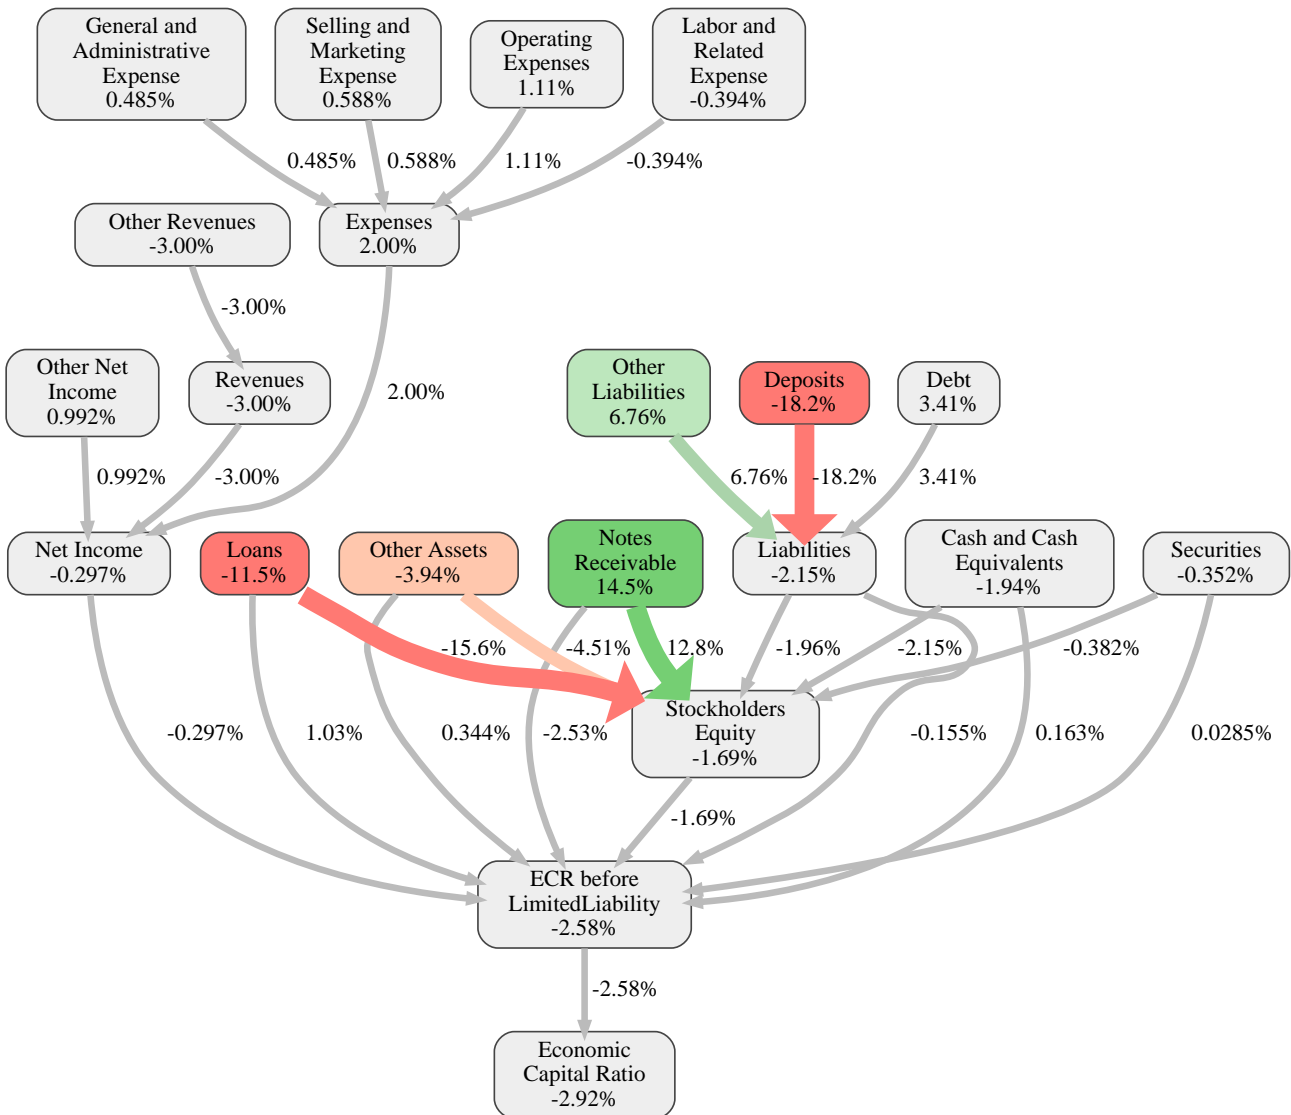 General and
Administrative
Expense
0.485%
Selling and
Marketing
Expense
0.588%
Operating
Expenses
1.11%
Labor and
Related
Expense
-0.394%
0.485%
0.588%
1.11%
-0.394%
Other Revenues
-3.00%
Expenses
2.00%
-3.00%
Other Net
Income
0.992%
Revenues
-3.00%
2.00%
Other
Liabilities
6.76%
Deposits
-18.2%
Debt
3.41%
0.992%
-3.00%
6.76%
-18.2%
3.41%
Net Income
-0.297%
Loans
-11.5%
Other Assets
-3.94%
Notes
Receivable
14.5%
Liabilities
-2.15%
Cash and Cash
Equivalents
-1.94%
Securities
-0.352%
-15.6%
-4.51%
12.8%
-1.96%
-2.15%
-0.382%
Stockholders
Equity
-1.69%
-0.297%
1.03%
0.344%
-2.53%
-0.155%
0.163%
0.0285%
-1.69%
ECR before
LimitedLiability
-2.58%
-2.58%
Economic
Capital Ratio
-2.92%